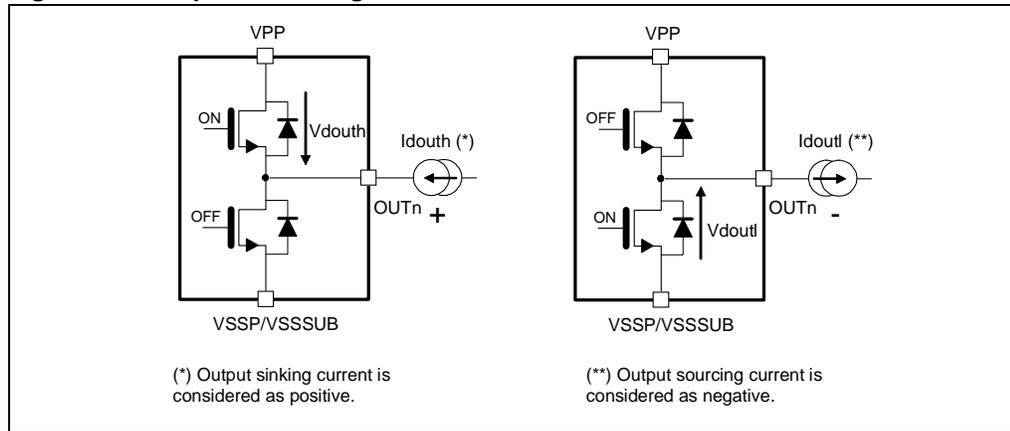 VPP
ON
Vdouth
Idouth (*)
OUTn +
OFF
VSSP/VSSSUB
(*) Output sinking current is
considered as positive.
VPP
OFF
Idoutl (**)
OUTn -
ON
Vdoutl
VSSP/VSSSUB
(**) Output sourcing current is
considered as negative.